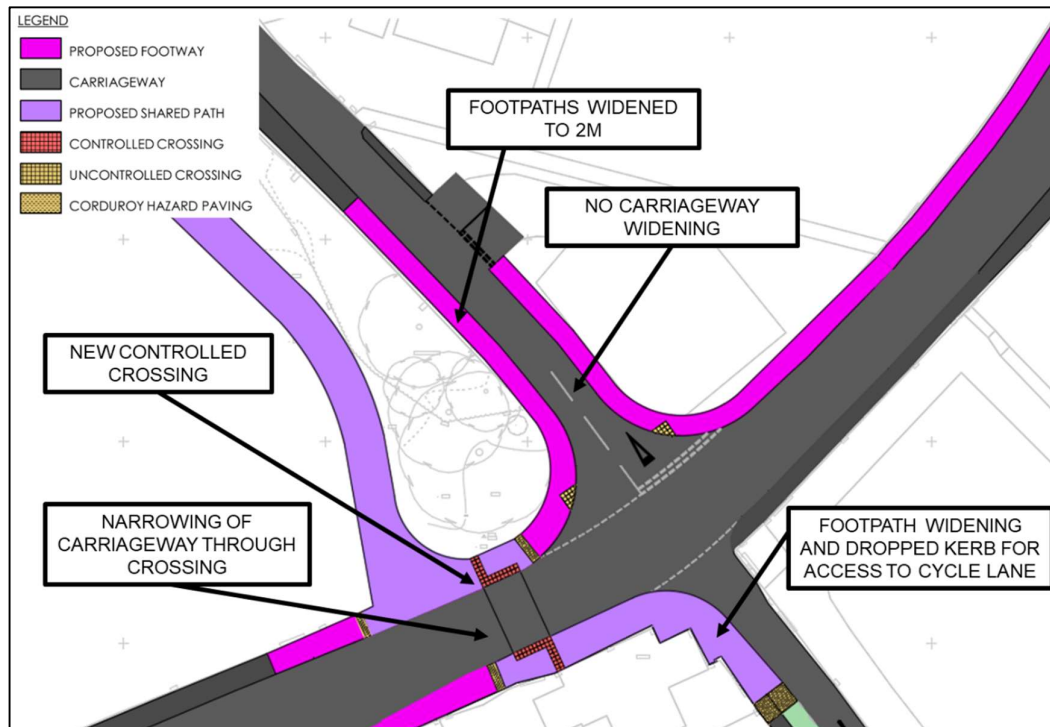 LEGEND
PROPOSED FOOTWAY
CARRIAGEWAY
PROPOSED SHARED PATH
CONTROLLED CROSSING
UNCONTROLLED CROSSING
CORDUROY HAZARD PAVING
FOOTPATHS WIDENED
TO 2M
NO CARRIAGEWAY
WIDENING
NEW CONTROLLED
CROSSING
NARROWING OF
CARRIAGEWAY THROUGH
CROSSING
FOOTPATH WIDENING
AND DROPPED KERB FOR
ACCESS TO CYCLE LANE